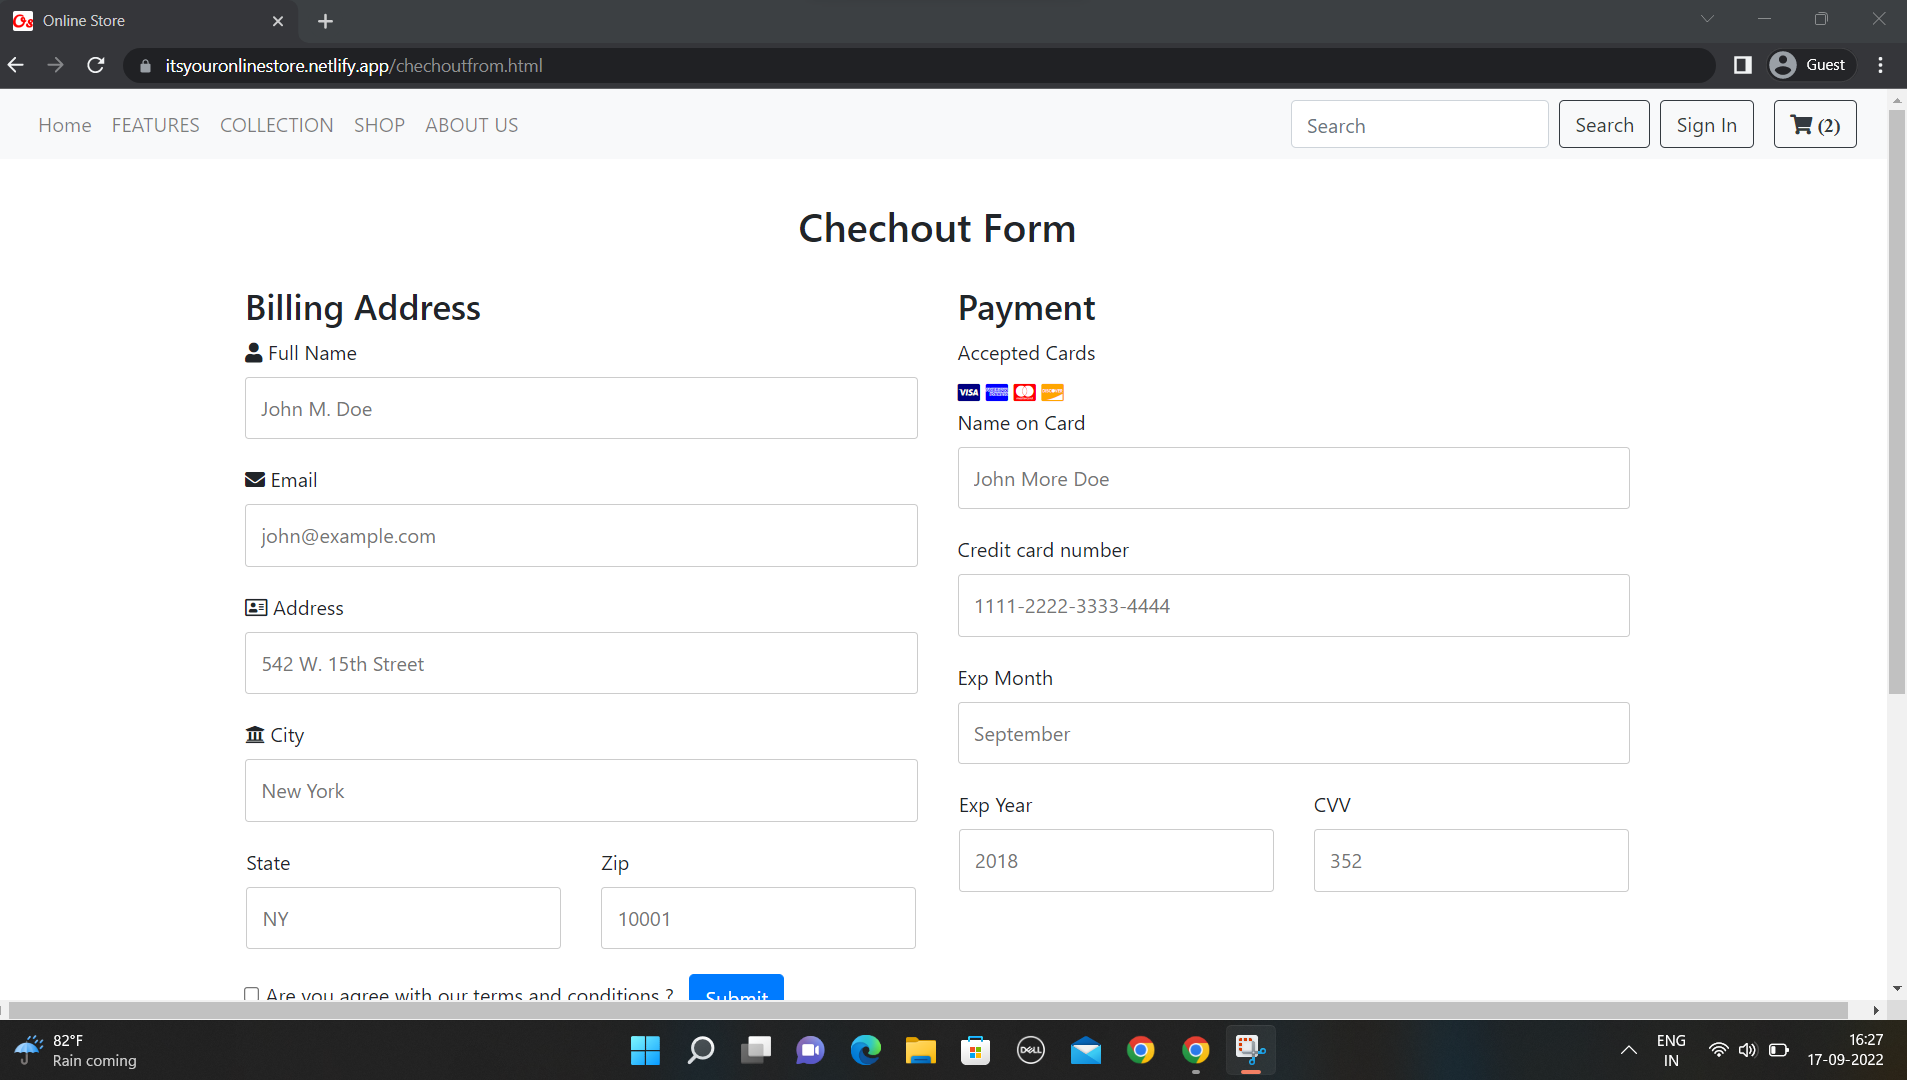 Online Store
itsyouronlinestore.netlify.app/chechoutfrom.html
Guest
Home FEATURES COLLECTION SHOP ABOUT US
Search
Search
Sign In
(2)
Chechout Form
Billing Address
Full Name
John M. Doe
Email
john@example.com
Address
542 W. 15th Street
City
New York
State Zip
NY 10001
Payment
Accepted Cards
VISA
DISCOVER
Name on Card
John More Doe
Credit card number
1111-2222-3333-4444
Exp Month
September
Exp Year CVV
2018 352
Are you agree with our terms and conditions ?
Submit
82°F
Rain coming
DELL
ENG
IN
16:27
17-09-2022